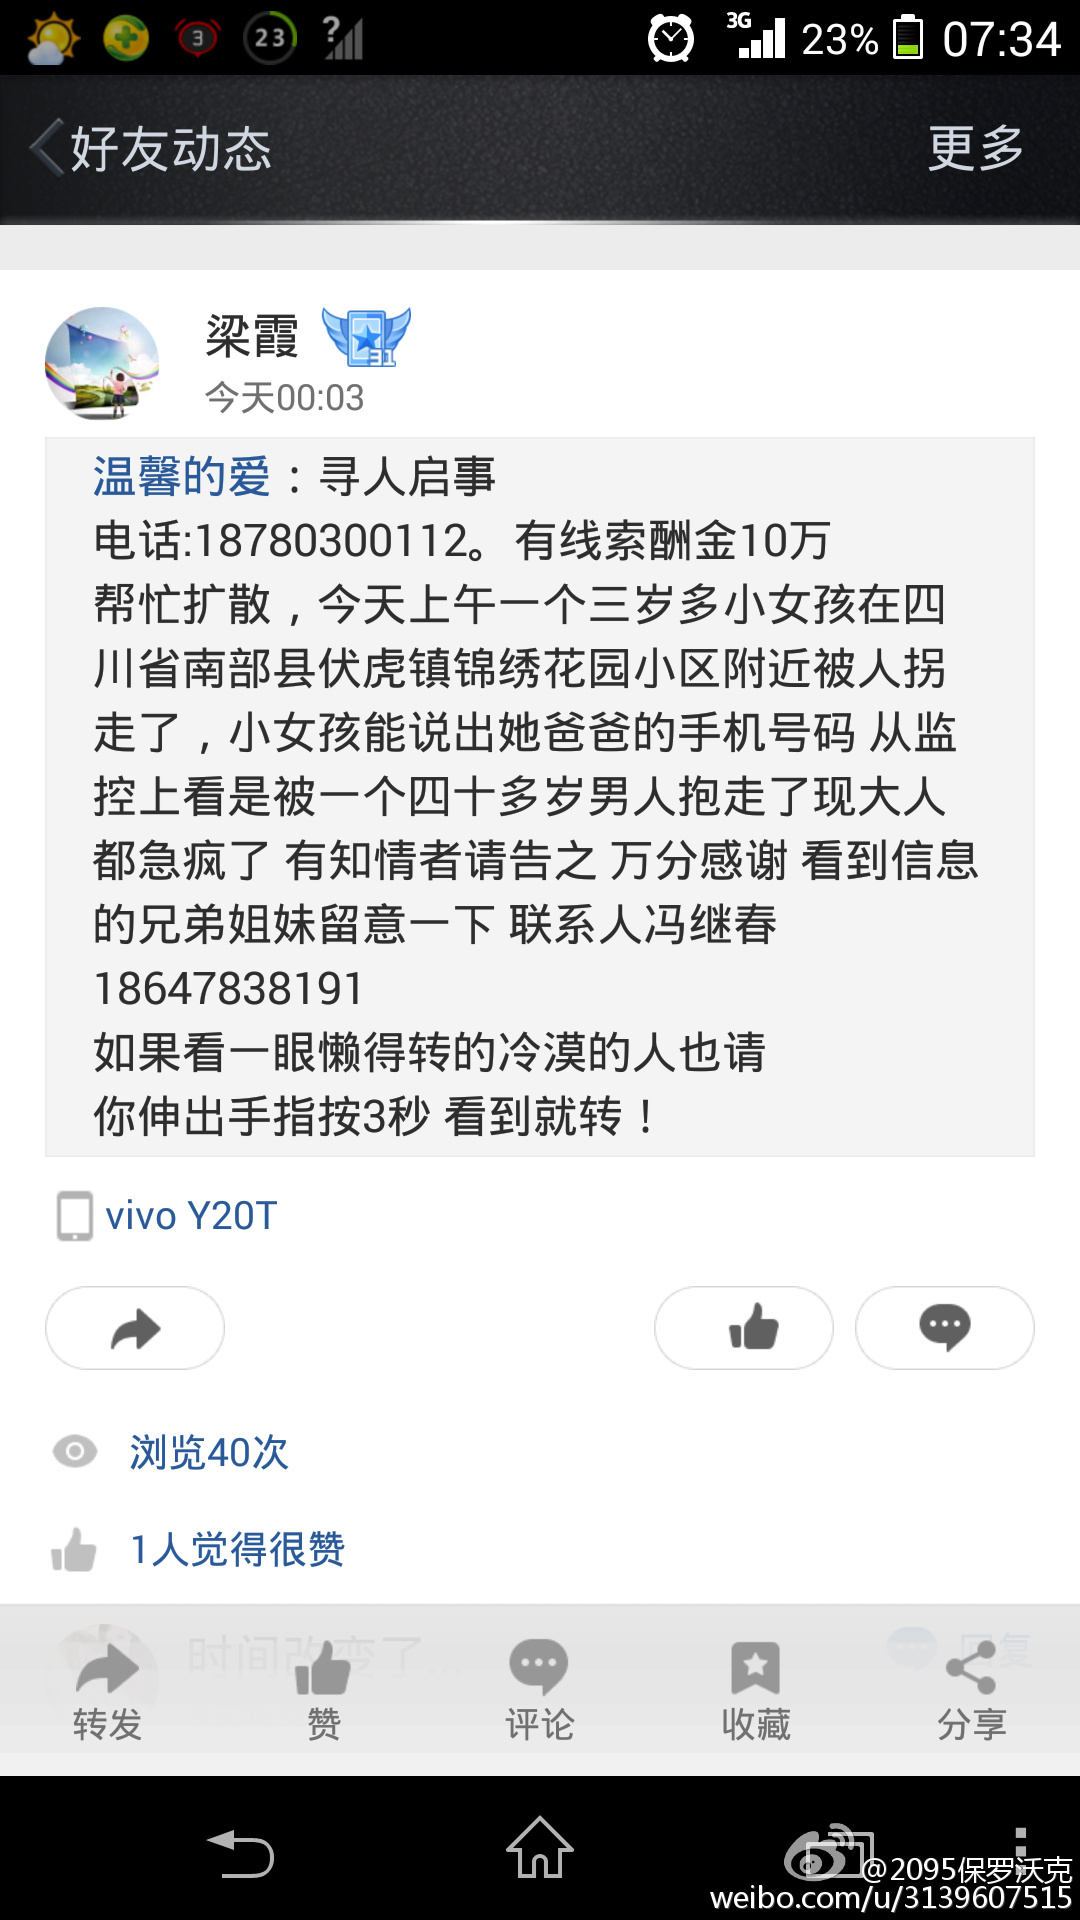 3
23
?
3G
23%
07:34
好友动态
更多
梁霞
31
今天00:03
温馨的爱：寻人启事
电话:18780300112。有线索酬金10万
帮忙扩散，今天上午一个三岁多小女孩在四
川省南部县伏虎镇锦绣花园小区附近被人拐
走了，小女孩能说出她爸爸的手机号码 从监
控上看是被一个四十多岁男人抱走了现大人
都急疯了 有知情者请告之 万分感谢 看到信息
的兄弟姐妹留意一下 联系人冯继春
18647838191
如果看一眼懒得转的冷漠的人也请
你伸出手指按3秒 看到就转！
vivo Y20T
浏览40次
1人觉得很赞
时间改变了...
回复
转发
赞
评论
收藏
分享
@2095保罗沃克
weibo.com/u/3139607515